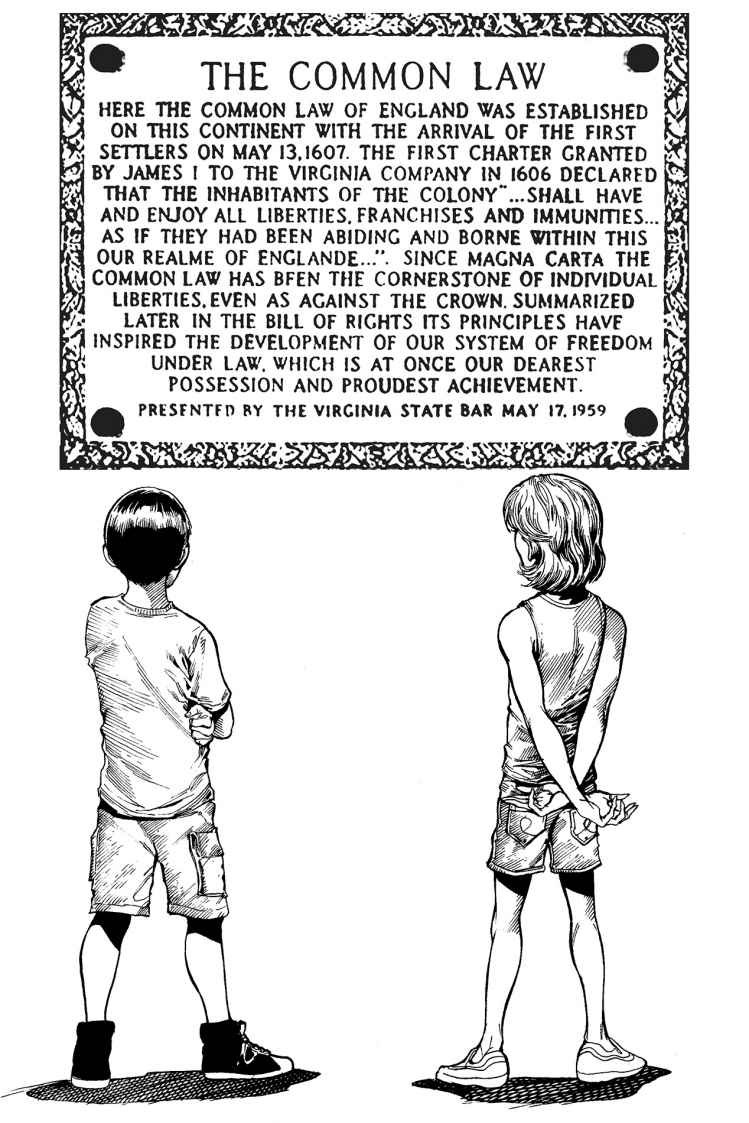 THE COMMON LAW
HERE THE COMMON LAW OF ENGLAND WAS ESTABLISHED
ON THIS CONTINENT WITH THE ARRIVAL OF THE FIRST
SETTLERS ON MAY 13,1607. THE FIRST CHARTER GRANTED
BY JAMES I TO THE VIRGINIA COMPANY IN 1606 DECLARED
THAT THE INHABITANTS OF THE COLONY "...SHALL HAVE
AND ENJOY ALL LIBERTIES, FRANCHISES AND IMMUNITIES...
AS IF THEY HAD BEEN ABIDING AND BORNE WITHIN THIS
OUR REALME OF ENGLANDE...". SINCE MAGNA CARTA THE
COMMON LAW HAS BEEN THE CORNERSTONE OF INDIVIDUAL
LIBERTIES, EVEN AS AGAINST THE CROWN. SUMMARIZED
LATER IN THE BILL OF RIGHTS ITS PRINCIPLES HAVE
INSPIRED THE DEVELOPMENT OF OUR SYSTEM OF FREEDOM
UNDER LAW, WHICH IS AT ONCE OUR DEAREST
POSSESSION AND PROUDEST ACHIEVEMENT.
PRESENTED BY THE VIRGINIA STATE BAR MAY 17, 1959